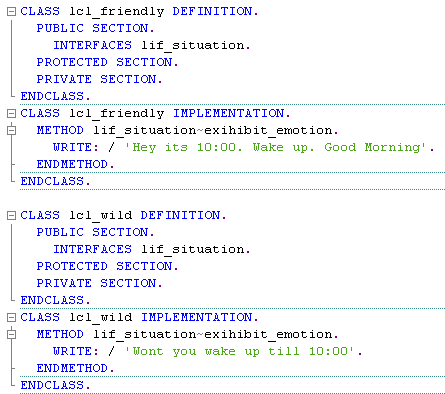 CLASS lcl_friendly DEFINITION.
PUBLIC SECTION.
INTERFACES lif_situation.
PROTECTED SECTION.
PRIVATE SECTION.
ENDCLASS.
CLASS lcl_friendly IMPLEMENTATION.
METHOD lif_situation~exihibit_emotion.
WRITE: / 'Hey its 10:00. Wake up. Good Morning'.
ENDMETHOD.
ENDCLASS.
CLASS lcl_wild DEFINITION.
PUBLIC SECTION.
INTERFACES lif_situation.
PROTECTED SECTION.
PRIVATE SECTION.
ENDCLASS.
CLASS lcl_wild IMPLEMENTATION.
METHOD lif_situation~exihibit_emotion.
WRITE: / 'Wont you wake up till 10:00'.
ENDMETHOD.
ENDCLASS.